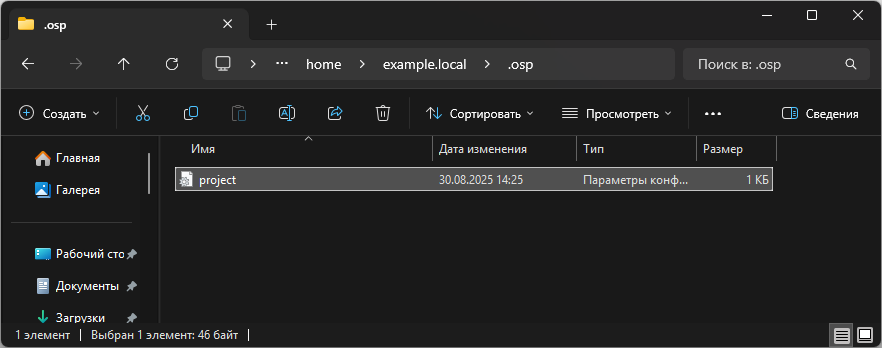 .osp
home example.local .osp Поиск в: .osp
Создать Сортировать Просмотреть Сведения
Имя Дата изменения Тип Размер
Главная
project 30.08.2025 14:25 Параметры конф... 1 КБ
Галерея
Рабочий сто
Документы
Загрузки
1 элемент Выбран 1 элемент: 46 байт